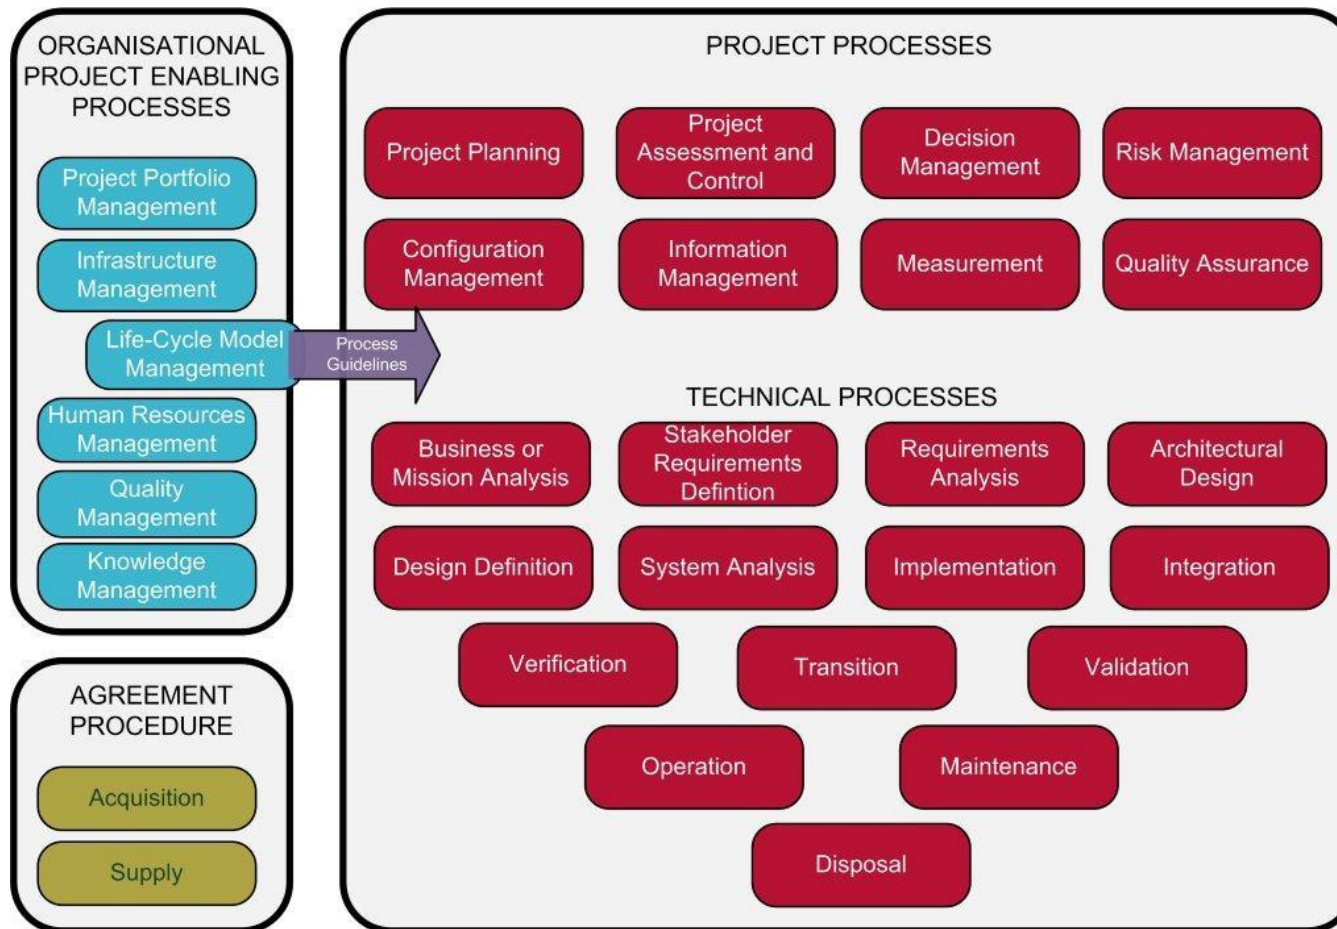 ORGANISATIONAL
PROJECT ENABLING
PROCESSES
Project Portfolio
Management
Infrastructure
Management
Life-Cycle Model
Management
Human Resources
Management
Quality
Management
Knowledge
Management
AGREEMENT
PROCEDURE
Acquisition
Supply
Process
Guidelines
PROJECT PROCESSES
Project Planning
Project
Assessment and
Control
Decision
Management
Risk Management
Configuration
Management
Information
Management
Measurement
Quality Assurance
TECHNICAL PROCESSES
Business or
Mission Analysis
Stakeholder
Requirements
Defintion
Requirements
Analysis
Architectural
Design
Design Definition
System Analysis
Implementation
Integration
Verification
Transition
Validation
Operation
Maintenance
Disposal